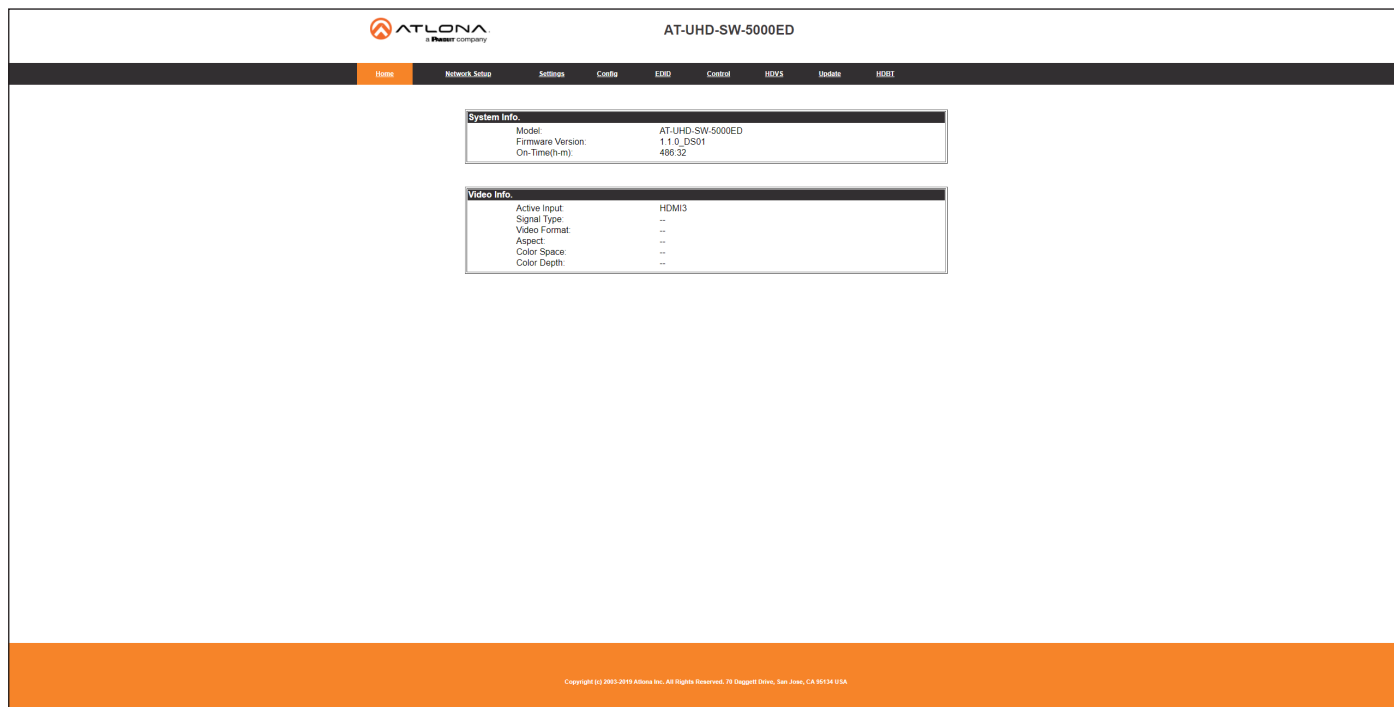 ATLONA.
a PANDUIT company
AT-UHD-SW-5000ED
Home Network Setup Settings Config EDID Control HDVS Update HDBT
System Info.
Model: AT-UHD-SW-5000ED
Firmware Version: 1.1.0_DS01
On-Time(h-m): 486:32
Video Info.
Active Input: HDMI3
Signal Type: --
Video Format: --
Aspect: --
Color Space: --
Color Depth: --
Copyright (c) 2003-2019 Atlona Inc. All Rights Reserved. 70 Daggett Drive, San Jose, CA 95134 USA